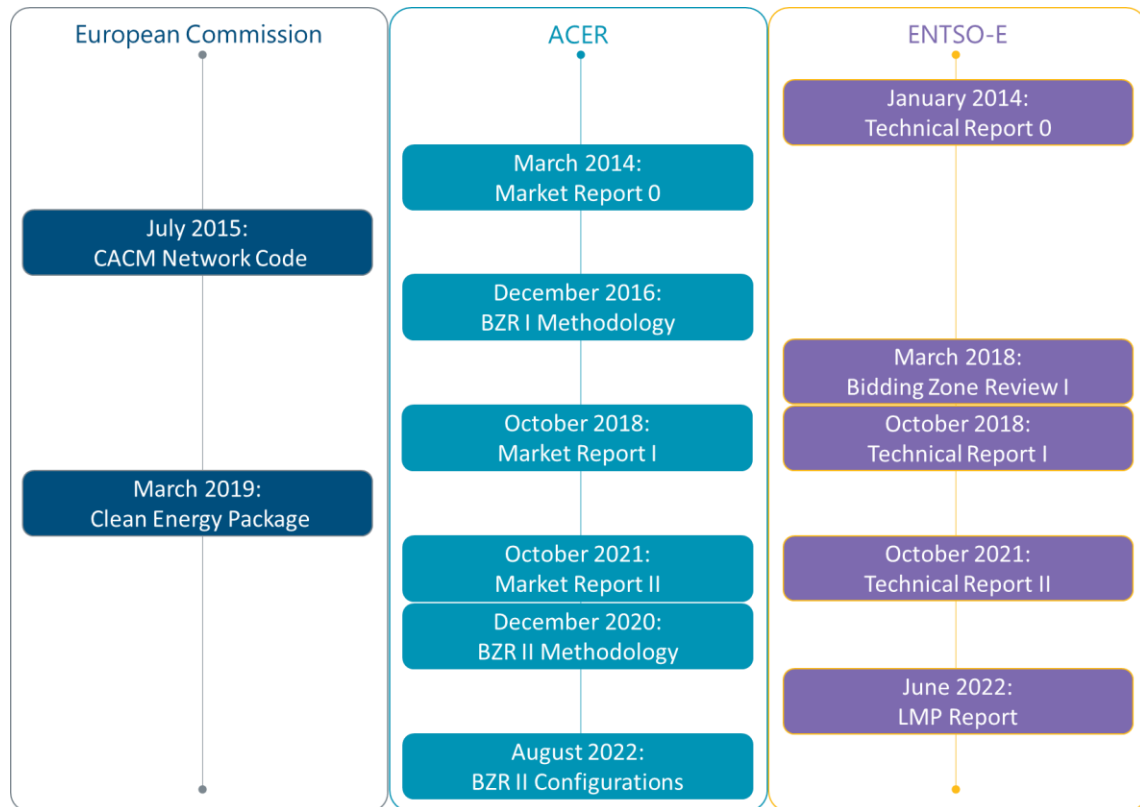 European Commission
July 2015:
CACM Network Code
March 2019:
Clean Energy Package
ACER
March 2014:
Market Report 0
December 2016:
BZR I Methodology
October 2018:
Market Report I
October 2021:
Market Report II
December 2020:
BZR II Methodology
August 2022:
BZR II Configurations
ENTSO-E
January 2014:
Technical Report 0
March 2018:
Bidding Zone Review I
October 2018:
Technical Report I
October 2021:
Technical Report II
June 2022:
LMP Report